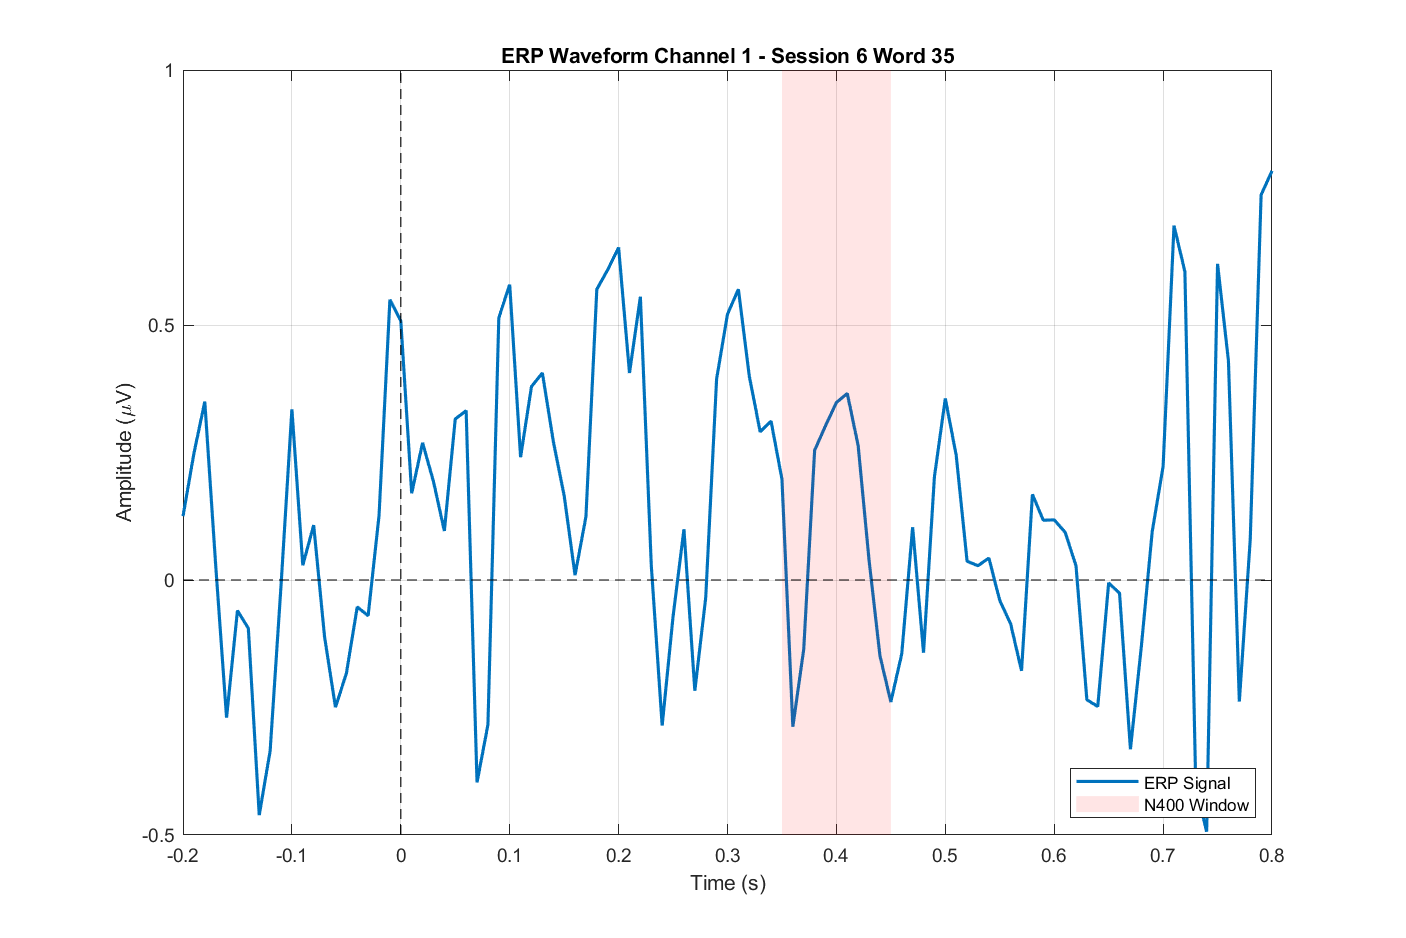 ERP Waveform Channel 1 - Session 6 Word 35
1
0.5
0
-0.5
Amplitude (μV)
-0.2 -0.1 0 0.1 0.2 0.3 0.4 0.5 0.6 0.7 0.8
Time (s)
ERP Signal
N400 Window